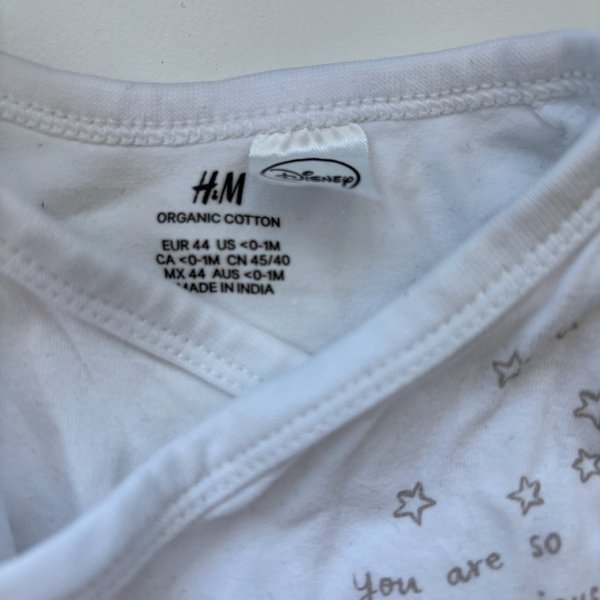 H&M
DISNEY
ORGANIC COTTON
EUR 44 US <0-1M
CA <0-1M CN 45/40
MX 44 AUS <0-1M
MADE IN INDIA
You are so